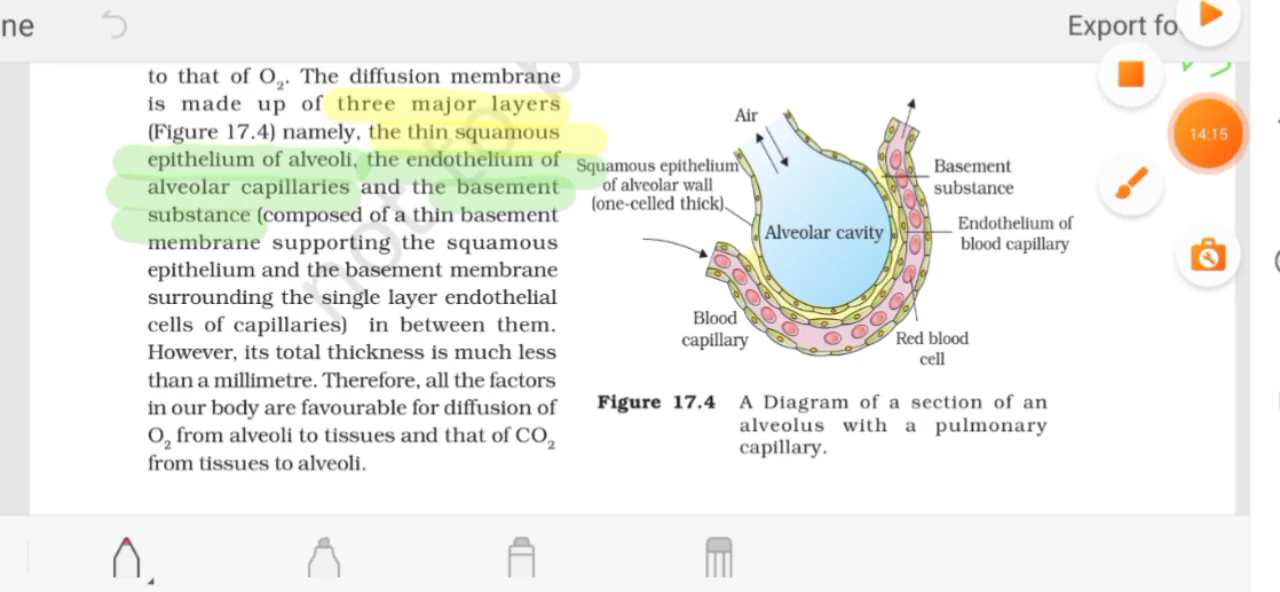 ne
Export fo
14:15
to that of O₂. The diffusion membrane
is made up of three major layers
(Figure 17.4) namely, the thin squamous
epithelium of alveoli, the endothelium of
alveolar capillaries and the basement
substance (composed of a thin basement
membrane supporting the squamous
epithelium and the basement membrane
surrounding the single layer endothelial
cells of capillaries) in between them.
However, its total thickness is much less
than a millimetre. Therefore, all the factors
in our body are favourable for diffusion of
O₂ from alveoli to tissues and that of CO₂
from tissues to alveoli.
Air
Squamous epithelium
of alveolar wall
(one-celled thick)
Alveolar cavity
Basement
substance
Endothelium of
blood capillary
Blood
capillary
Red blood
cell
Figure 17.4 A Diagram of a section of an
alveolus with a pulmonary
capillary.
not to b